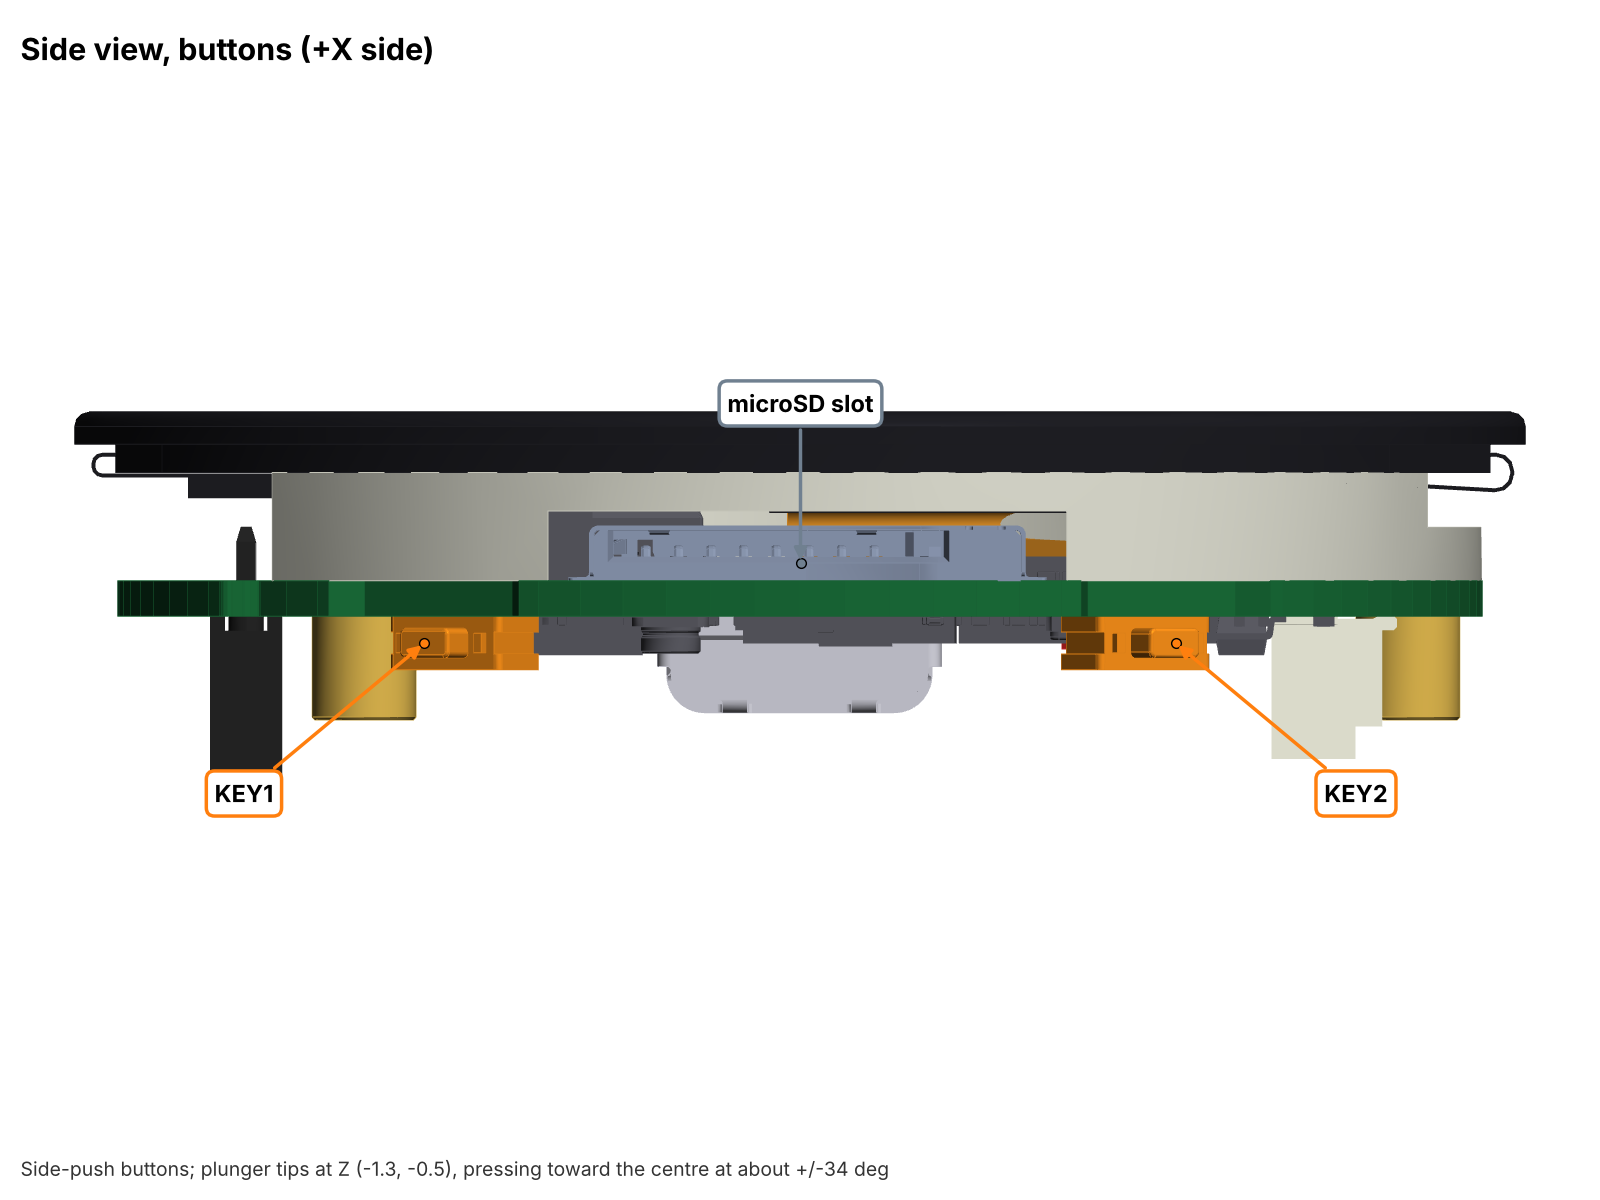 Side view, buttons (+X side)
microSD slot
KEY1
KEY2
Side-push buttons; plunger tips at Z (-1.3, -0.5), pressing toward the centre at about +/-34 deg